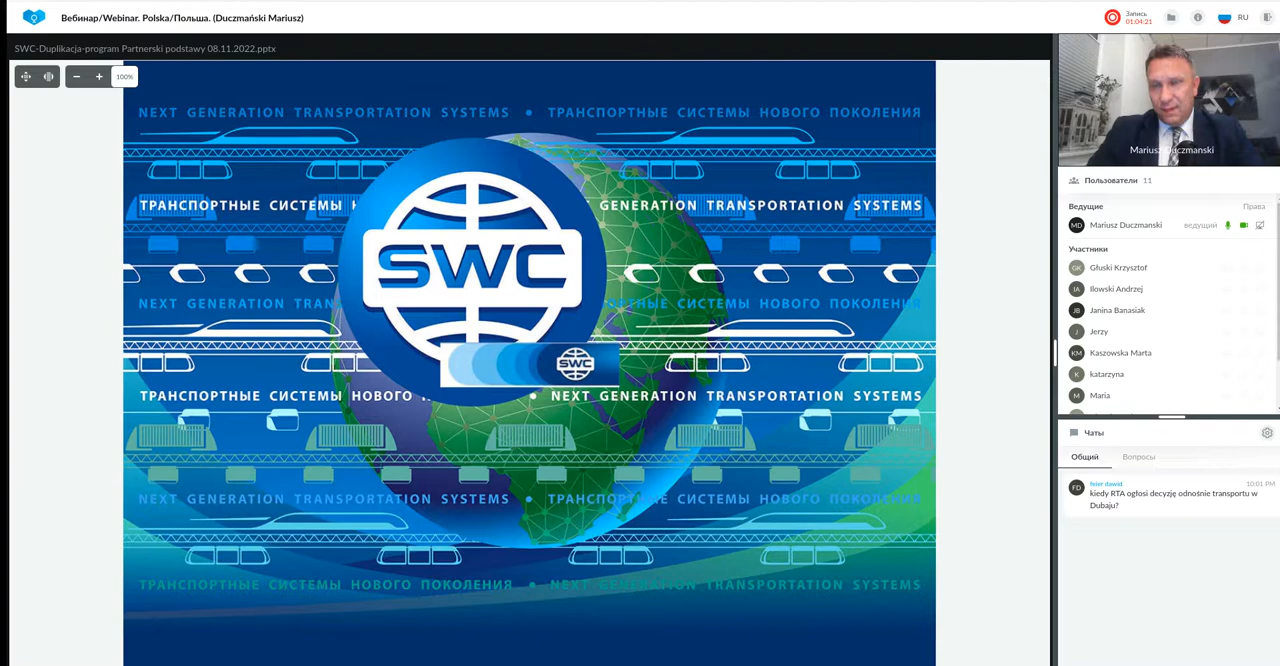 Вебинар/Webinar. Polska/Польша. (Duczmański Mariusz)
Запись
01:04:21
RU
SWC-Duplikacja-program Partnerski podstawy 08.11.2022.pptx
100%
NEXT GENERATION TRANSPORTATION SYSTEMS • ТРАНСПОРТНЫЕ СИСТЕМЫ НОВОГО ПОКОЛЕНИЯ
ТРАНСПОРТНЫЕ СИСТЕМЫ
GENERATION TRANSPORTATION SYSTEMS
SWC
NEXT GENERATION
СИСТЕМЫ НОВОГО ПОКОЛЕНИЯ
SWC
ТРАНСПОРТНЫЕ СИСТЕМЫ НОВОГО • NEXT GENERATION TRANSPORTATION SYSTEMS
NEXT GENERATION TRANSPORTATION SYSTEMS • ТРАНСПОРТНЫЕ СИСТЕМЫ НОВОГО ПОКОЛЕНИЯ
ТРАНСПОРТНЫЕ СИСТЕМЫ НОВОГО ПОКОЛЕНИЯ • NEXT GENERATION TRANSPORTATION SYSTEMS
Mariusz Duczmanski
Пользователи 11
Ведущие Права
MD Mariusz Duczmanski ведущий
Участники
GK Głuski Krzysztof
IA Ilowski Andrzej
JB Janina Banasiak
J Jerzy
KM Kaszowska Marta
K katarzyna
M Maria
Чаты
Общий Вопросы
FD feier dawid 10:01 PM
kiedy RTA ogłosi decyzję odnośnie transportu w
Dubaju?